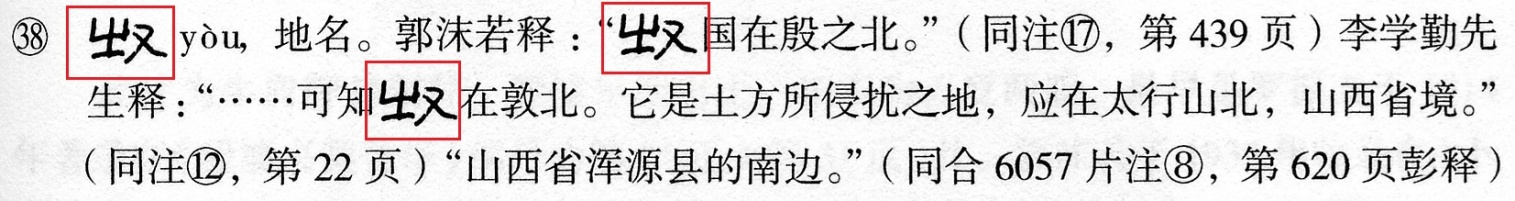 ㊳ yòu，地名。郭沫若释：“国在殷之北。”（同注⑰，第 439 页）李学勤先
生释：“……可知在敦北。它是土方所侵扰之地，应在太行山北，山西省境。”
（同注⑫，第 22 页）“山西省浑源县的南边。”（同合 6057 片注⑧，第 620 页彭释）